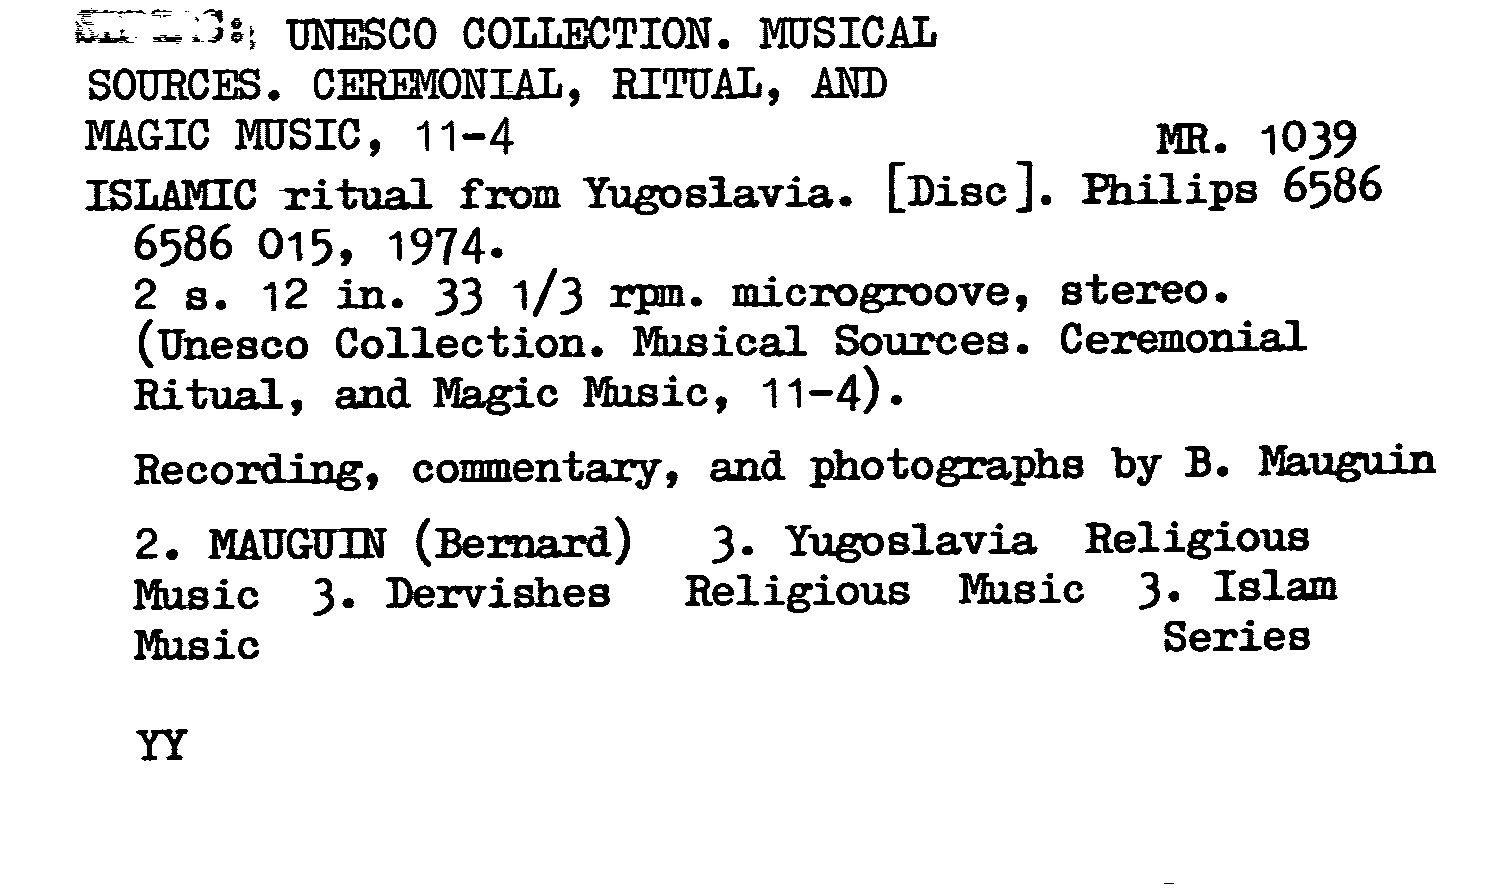 UNESCO COLLECTION. MUSICAL
SOURCES. CEREMONIAL, RITUAL, AND
MAGIC MUSIC, 11-4 MR. 1039
ISLAMIC ritual from Yugoslavia. [Disc]. Philips 6586
6586 015, 1974.
2 s. 12 in. 33 1/3 rpm. microgroove, stereo.
(Unesco Collection. Musical Sources. Ceremonial
Ritual, and Magic Music, 11-4).
Recording, commentary, and photographs by B. Mauguin
2. MAUGUIN (Bernard) 3. Yugoslavia Religious
Music 3. Dervishes Religious Music 3. Islam
Music Series
YY